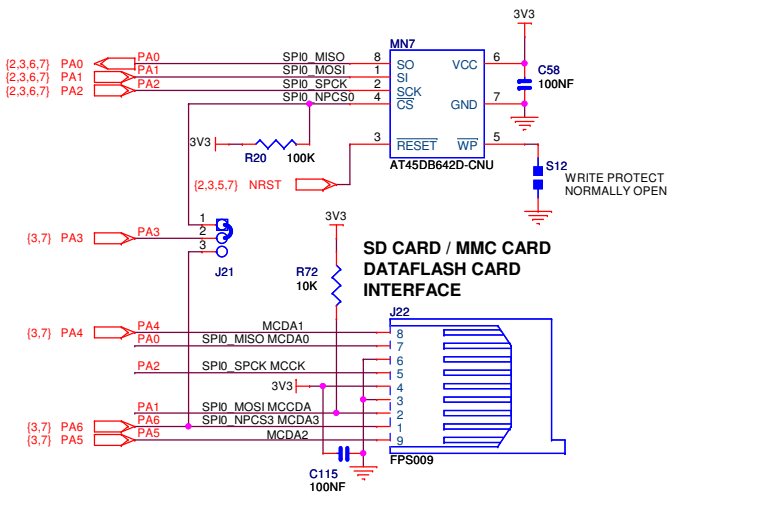 3V3
MN7
{2,3,6,7} PA0 PA0 SPI0_MISO 8 SO VCC 6
{2,3,6,7} PA1 PA1 SPI0_MOSI 1 SI C58
{2,3,6,7} PA2 PA2 SPI0_SPCK 2 SCK 100NF
SPI0_NPCS0 4 CS GND 7
3V3 3 RESET WP 5
R20 100K AT45DB642D-CNU S12
WRITE PROTECT
{2,3,5,7} NRST NORMALLY OPEN
1
3V3
{3,7} PA3 PA3 2
3
J21
SD CARD / MMC CARD
DATAFLASH CARD
INTERFACE
R72
10K
J22
{3,7} PA4 PA4 MCDA1 8
PA0 SPI0_MISO MCDA0 7
6
PA2 SPI0_SPCK MCCK 5
3V3 4
3
PA1 SPI0_MOSI MCCDA 2
{3,7} PA6 PA6 SPI0_NPCS3 MCDA3 1
{3,7} PA5 PA5 MCDA2 9
FPS009
C115
100NF